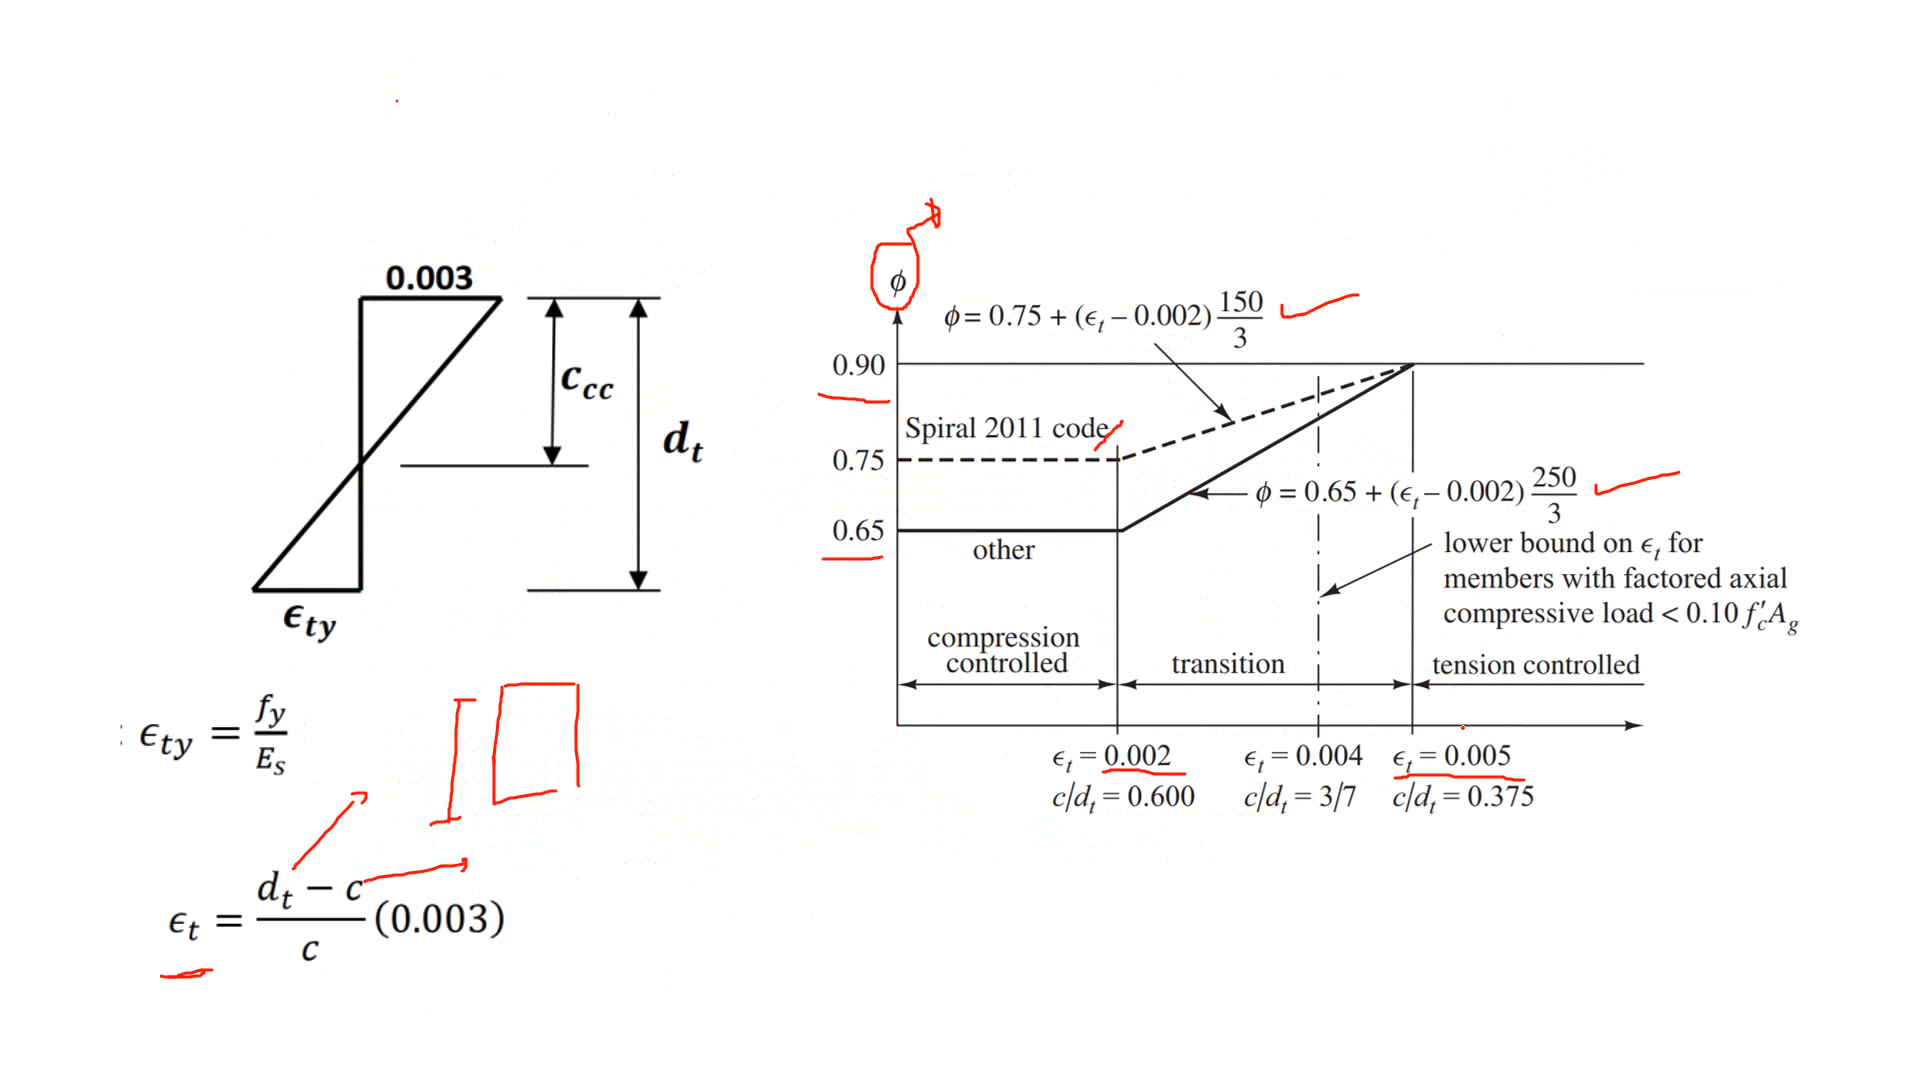 0.003
c_cc
d_t
ϵ_ty
: ϵ_ty = f_y / E_s
ϵ_t = (d_t − c) / c (0.003)
ϕ
ϕ = 0.75 + (ϵ_t − 0.002) 150/3
0.90
Spiral 2011 code
0.75
ϕ = 0.65 + (ϵ_t − 0.002) 250/3
0.65
other
lower bound on ϵ_t for
members with factored axial
compressive load < 0.10 f′_c A_g
compression
controlled
transition
tension controlled
ϵ_t = 0.002
c/d_t = 0.600
ϵ_t = 0.004
c/d_t = 3/7
ϵ_t = 0.005
c/d_t = 0.375